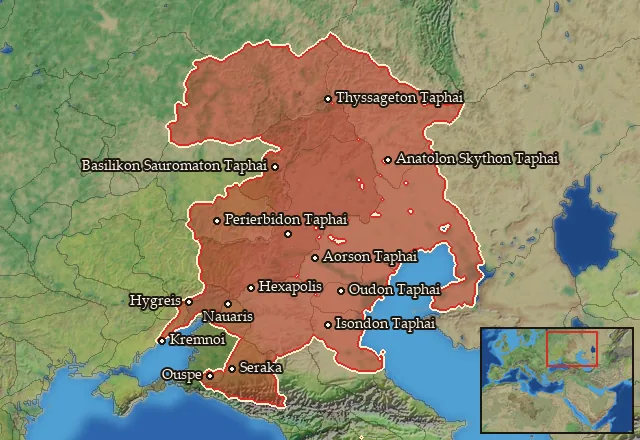 Thyssageton Taphai
Anatolon Skython Taphai
Basilikon Sauromaton Taphai
Perierbidon Taphai
Aorson Taphai
Hexapolis
Oudon Taphai
Hygreis
Nauaris
Isondon Taphai
Kremnoi
Seraka
Ouspe